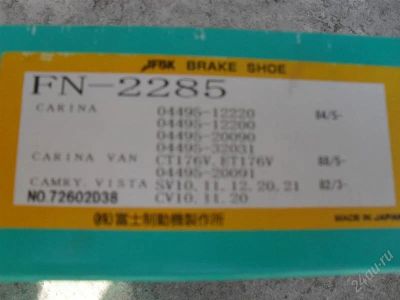 JFBK BRAKE SHOE
FN-2285
CARINA 04495-12220 84/5-
04495-12200
04495-20090
04495-32031
CARINA VAN CT176V, ET176V 88/5-
04495-20091
CAMRY, VISTA SV10, 11, 12, 20, 21 82/3-
NO.72602038 CV10, 11, 20
㈱富士制動機製作所
MADE IN JAPAN
24au.ru